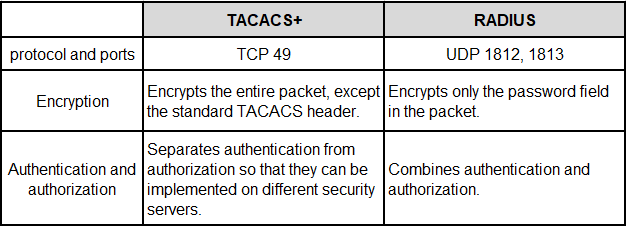 TACACS+ RADIUS
protocol and ports TCP 49 UDP 1812, 1813
Encryption
Encrypts the entire packet, except
the standard TACACS header.
Encrypts only the password field
in the packet.
Authentication and
authorization
Separates authentication from
authorization so that they can be
implemented on different security
servers.
Combines authentication and
authorization.